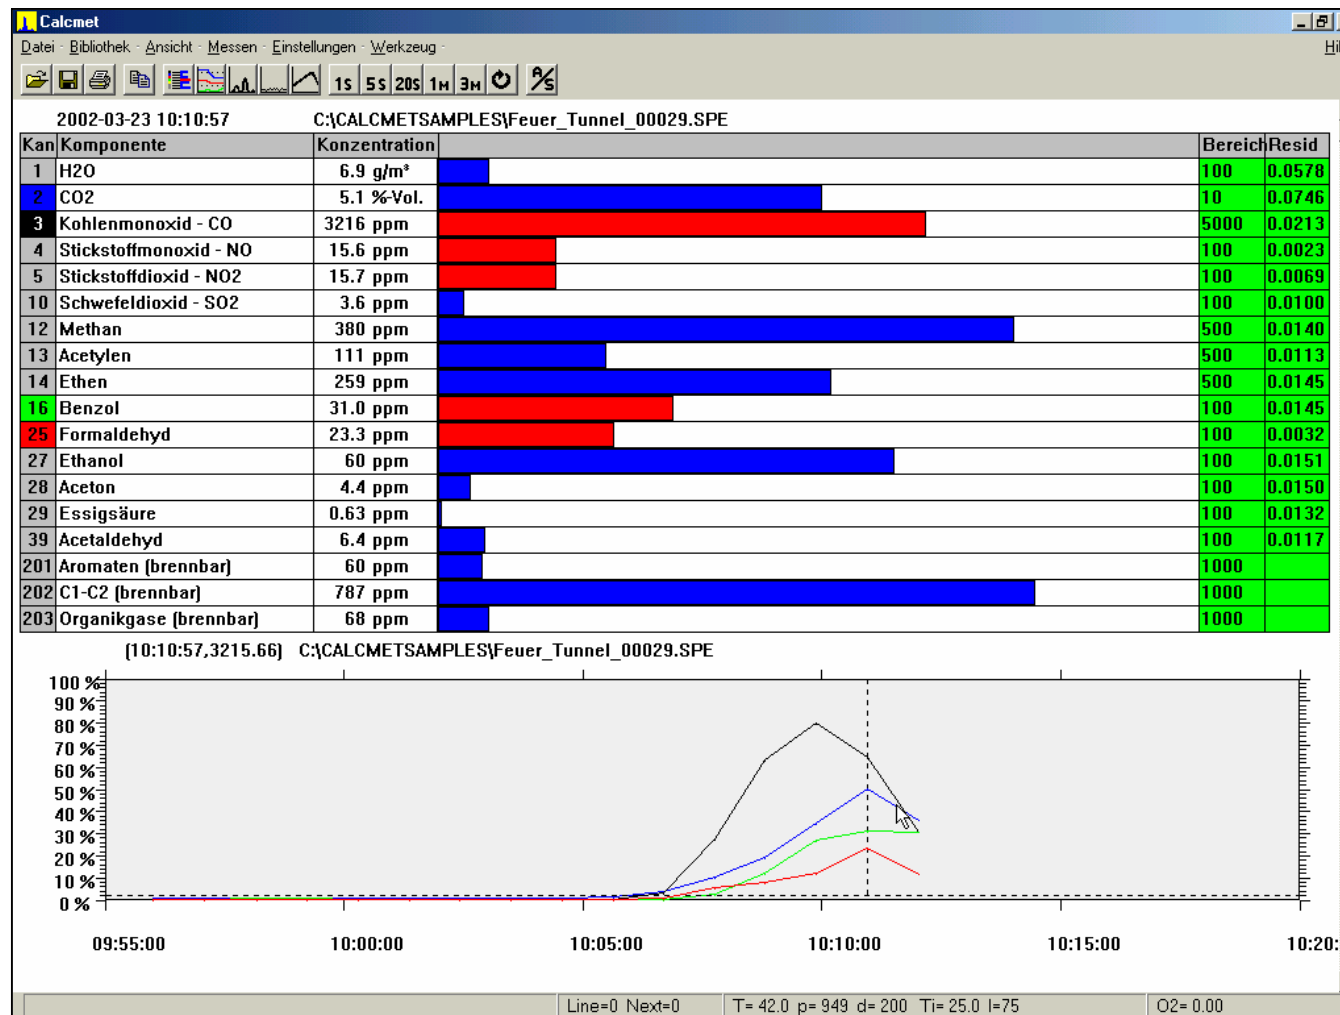 Calcmet
Datei Bibliothek Ansicht Messen Einstellungen Werkzeug
1s 5s 20s 1м 3м A/S
2002-03-23 10:10:57 C:\CALCMETSAMPLES\Feuer_Tunnel_00029.SPE
Kan Komponente Konzentration Bereich Resid
1 H2O 6.9 g/m³ 100 0.0578
2 CO2 5.1 %-Vol. 10 0.0746
3 Kohlenmonoxid - CO 3216 ppm 5000 0.0213
4 Stickstoffmonoxid - NO 15.6 ppm 100 0.0023
5 Stickstoffdioxid - NO2 15.7 ppm 100 0.0069
10 Schwefeldioxid - SO2 3.6 ppm 100 0.0100
12 Methan 380 ppm 500 0.0140
13 Acetylen 111 ppm 500 0.0113
14 Ethen 259 ppm 500 0.0145
16 Benzol 31.0 ppm 100 0.0145
25 Formaldehyd 23.3 ppm 100 0.0032
27 Ethanol 60 ppm 100 0.0151
28 Aceton 4.4 ppm 100 0.0150
29 Essigsäure 0.63 ppm 100 0.0132
39 Acetaldehyd 6.4 ppm 100 0.0117
201 Aromaten (brennbar) 60 ppm 1000
202 C1-C2 (brennbar) 787 ppm 1000
203 Organikgase (brennbar) 68 ppm 1000
(10:10:57,3215.66) C:\CALCMETSAMPLES\Feuer_Tunnel_00029.SPE
100 %
90 %
80 %
70 %
60 %
50 %
40 %
30 %
20 %
10 %
0 %
09:55:00 10:00:00 10:05:00 10:10:00 10:15:00 10:20:
Line=0 Next=0 T= 42.0 p= 949 d= 200 Ti= 25.0 l=75 O2= 0.00